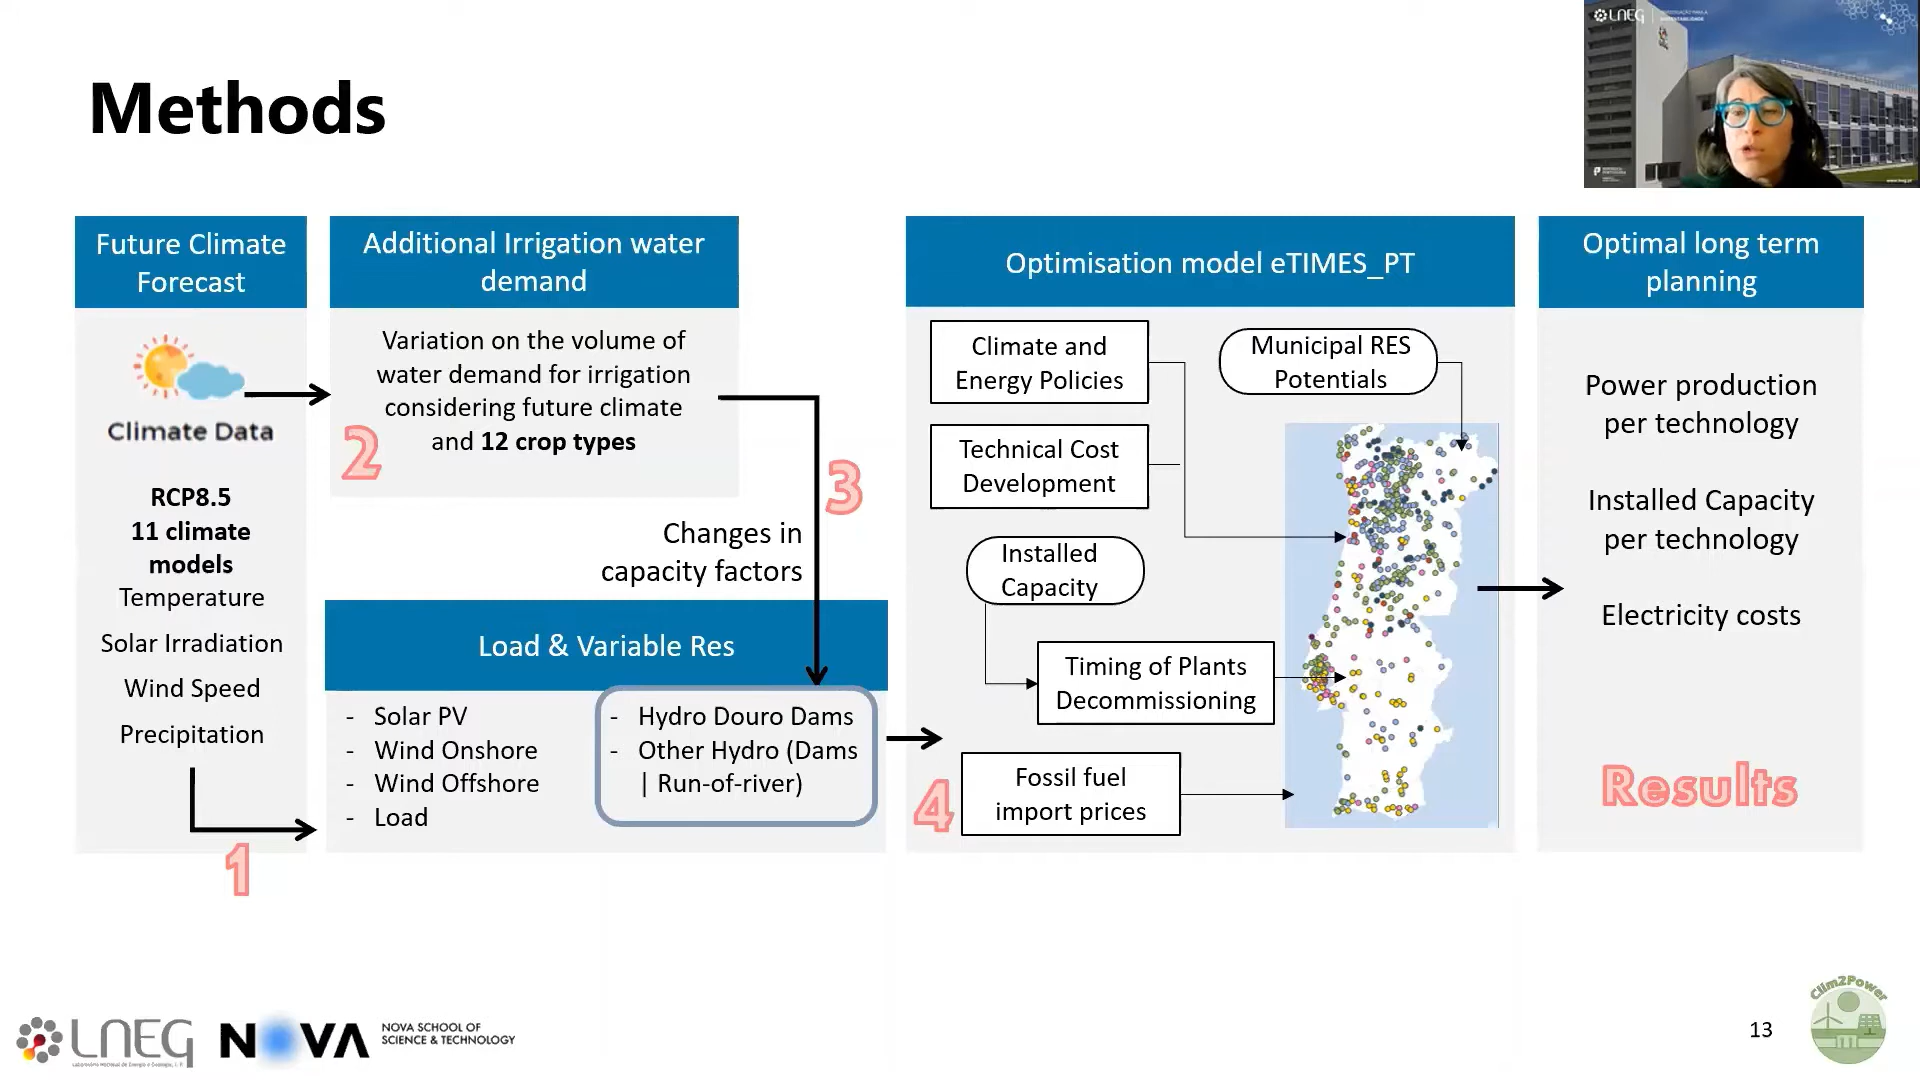 LNEG
Methods
Future Climate
Forecast
Climate Data
RCP8.5
11 climate
models
Temperature
Solar Irradiation
Wind Speed
Precipitation
1
Additional Irrigation water
demand
Variation on the volume of
water demand for irrigation
considering future climate
and 12 crop types
2
3
Changes in
capacity factors
Load & Variable Res
- Solar PV
- Wind Onshore
- Wind Offshore
- Load
- Hydro Douro Dams
- Other Hydro (Dams
| Run-of-river)
4
Optimisation model eTIMES_PT
Climate and
Energy Policies
Municipal RES
Potentials
Technical Cost
Development
Installed
Capacity
Timing of Plants
Decommissioning
Fossil fuel
import prices
Optimal long term
planning
Power production
per technology
Installed Capacity
per technology
Electricity costs
Results
LNEG
NOVA
NOVA SCHOOL OF
SCIENCE & TECHNOLOGY
13
Clim2Power